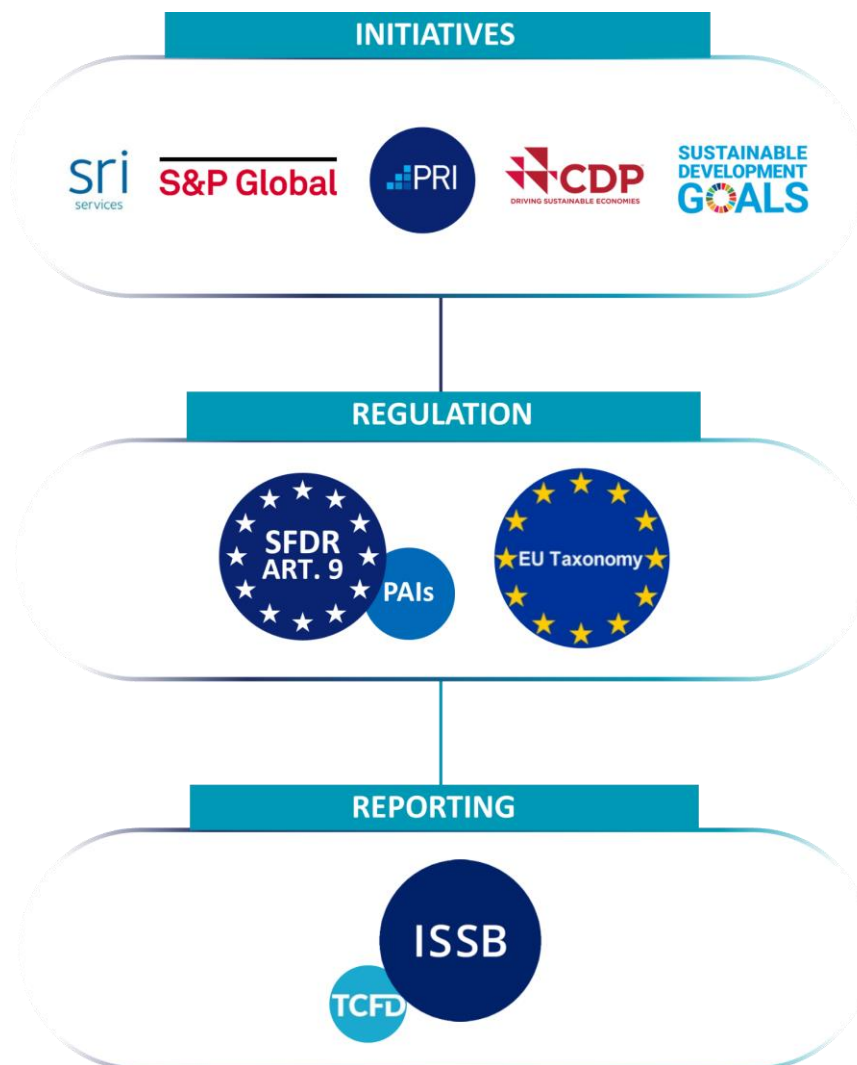 INITIATIVES
sri
services
S&P Global
PRI
CDP
DRIVING SUSTAINABLE ECONOMIES
SUSTAINABLE
DEVELOPMENT
GOALS
REGULATION
SFDR
ART. 9
PAIs
EU Taxonomy
REPORTING
ISSB
TCFD